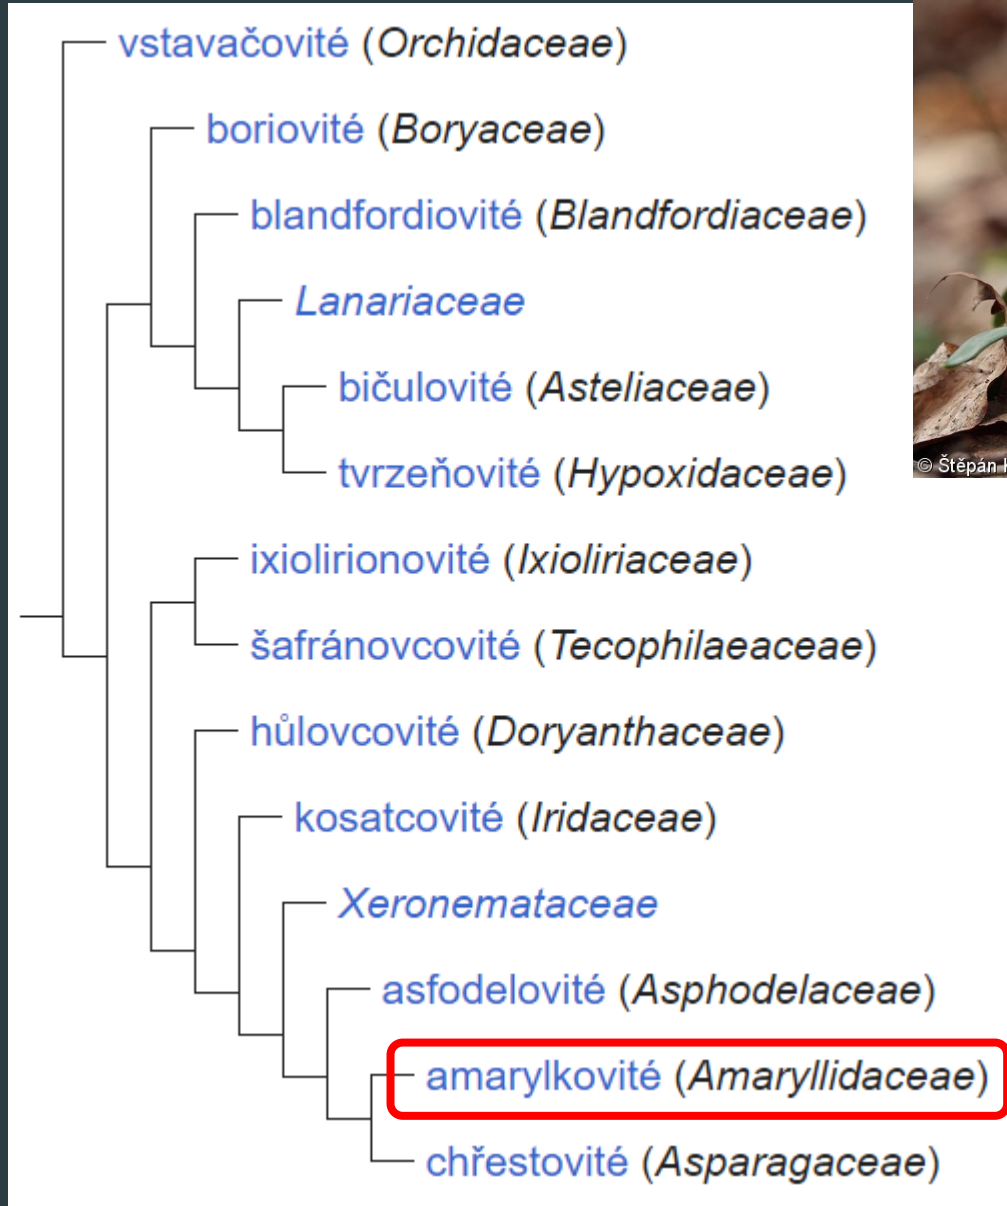 vstavačovité (Orchidaceae)
boriovité (Boryaceae)
blandfordiovité (Blandfordiaceae)
Lanariaceae
bičulovité (Asteliaceae)
tvrzeňovité (Hypoxidaceae)
© Štěpán
ixiolirionovité (Ixioliriaceae)
šafránovcovité (Tecophilaeaceae)
hůlovcovité (Doryanthaceae)
kosatcovité (Iridaceae)
Xeronemataceae
asfodelovité (Asphodelaceae)
amarylkovité (Amaryllidaceae)
chřestovité (Asparagaceae)